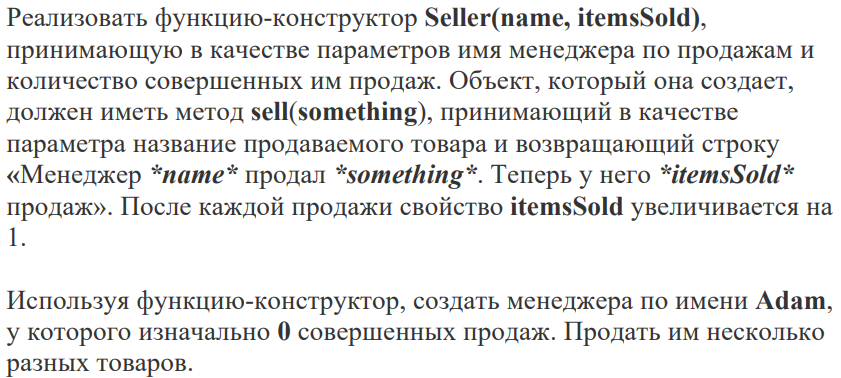 Реализовать функцию-конструктор Seller(name, itemsSold),
принимающую в качестве параметров имя менеджера по продажам и
количество совершенных им продаж. Объект, который она создает,
должен иметь метод sell(something), принимающий в качестве
параметра название продаваемого товара и возвращающий строку
«Менеджер *name* продал *something*. Теперь у него *itemsSold*
продаж». После каждой продажи свойство itemsSold увеличивается на
1.
Используя функцию-конструктор, создать менеджера по имени Adam,
у которого изначально 0 совершенных продаж. Продать им несколько
разных товаров.